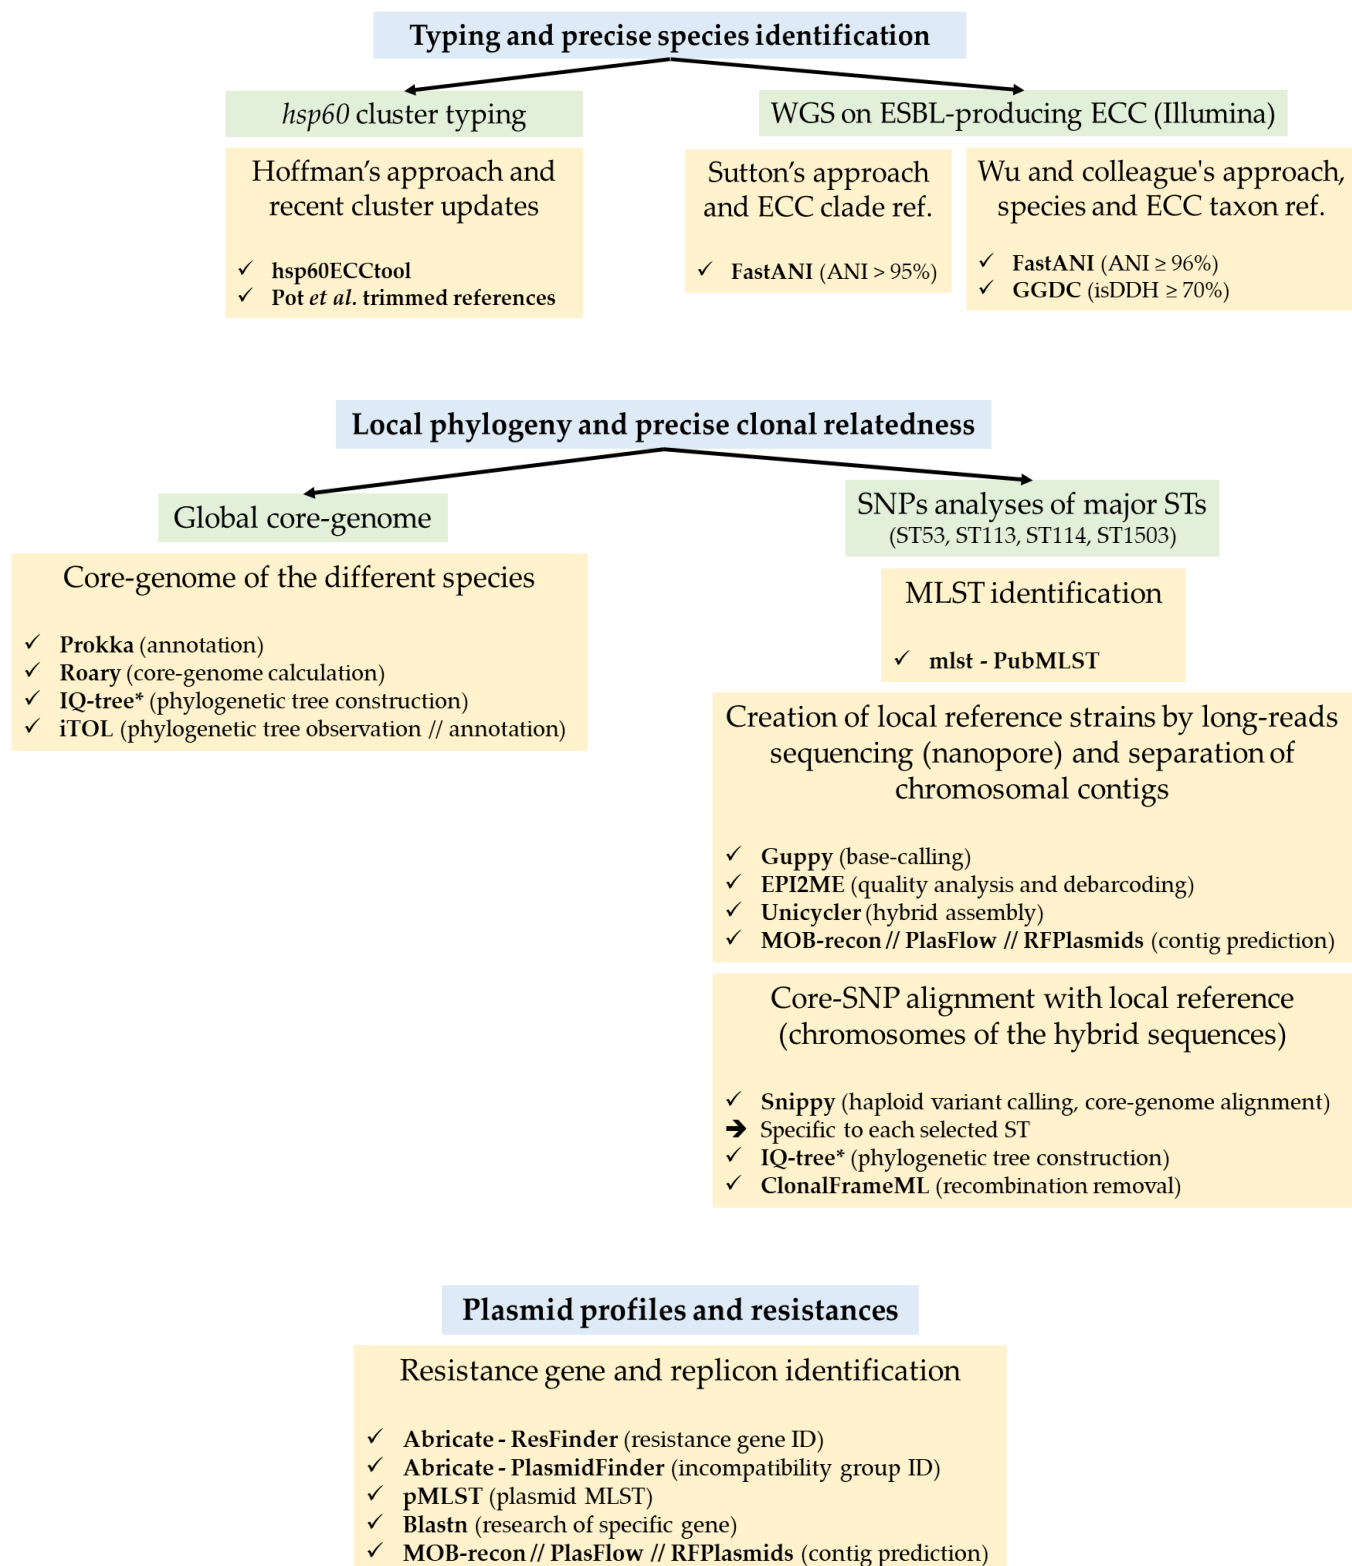 Typing and precise species identification
hsp60 cluster typing
Hoffman’s approach and
recent cluster updates
✓ hsp60ECCtool
✓ Pot et al. trimmed references
WGS on ESBL-producing ECC (Illumina)
Sutton’s approach
and ECC clade ref.
✓ FastANI (ANI > 95%)
Wu and colleague's approach,
species and ECC taxon ref.
✓ FastANI (ANI ≥ 96%)
✓ GGDC (isDDH ≥ 70%)
Local phylogeny and precise clonal relatedness
Global core-genome
Core-genome of the different species
✓ Prokka (annotation)
✓ Roary (core-genome calculation)
✓ IQ-tree* (phylogenetic tree construction)
✓ iTOL (phylogenetic tree observation // annotation)
SNPs analyses of major STs
(ST53, ST113, ST114, ST1503)
MLST identification
✓ mlst - PubMLST
Creation of local reference strains by long-reads
sequencing (nanopore) and separation of
chromosomal contigs
✓ Guppy (base-calling)
✓ EPI2ME (quality analysis and debarcoding)
✓ Unicycler (hybrid assembly)
✓ MOB-recon // PlasFlow // RFPlasmids (contig prediction)
Core-SNP alignment with local reference
(chromosomes of the hybrid sequences)
✓ Snippy (haploid variant calling, core-genome alignment)
➔ Specific to each selected ST
✓ IQ-tree* (phylogenetic tree construction)
✓ ClonalFrameML (recombination removal)
Plasmid profiles and resistances
Resistance gene and replicon identification
✓ Abricate - ResFinder (resistance gene ID)
✓ Abricate - PlasmidFinder (incompatibility group ID)
✓ pMLST (plasmid MLST)
✓ Blastn (research of specific gene)
✓ MOB-recon // PlasFlow // RFPlasmids (contig prediction)